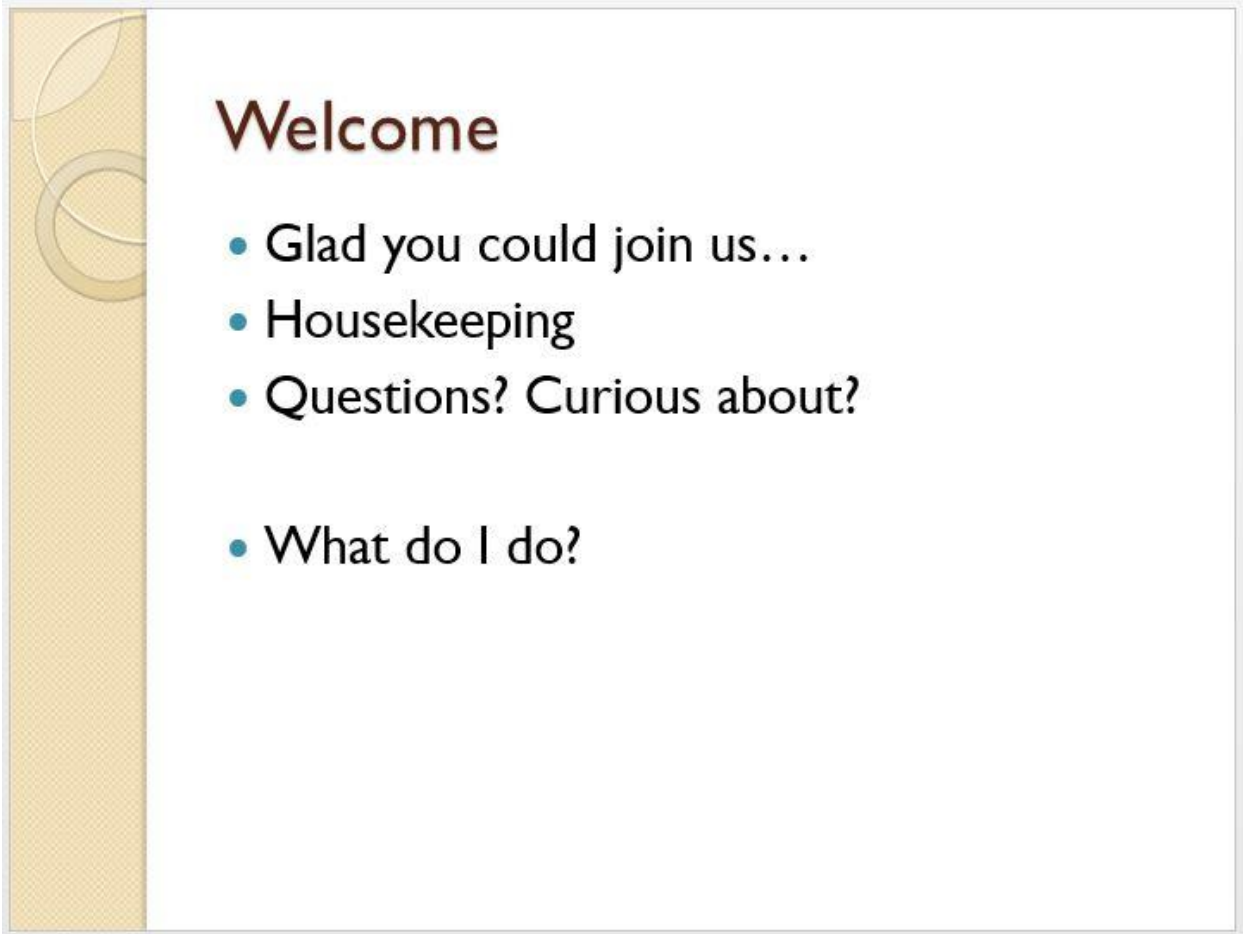 Welcome
• Glad you could join us…
• Housekeeping
• Questions? Curious about?
• What do I do?